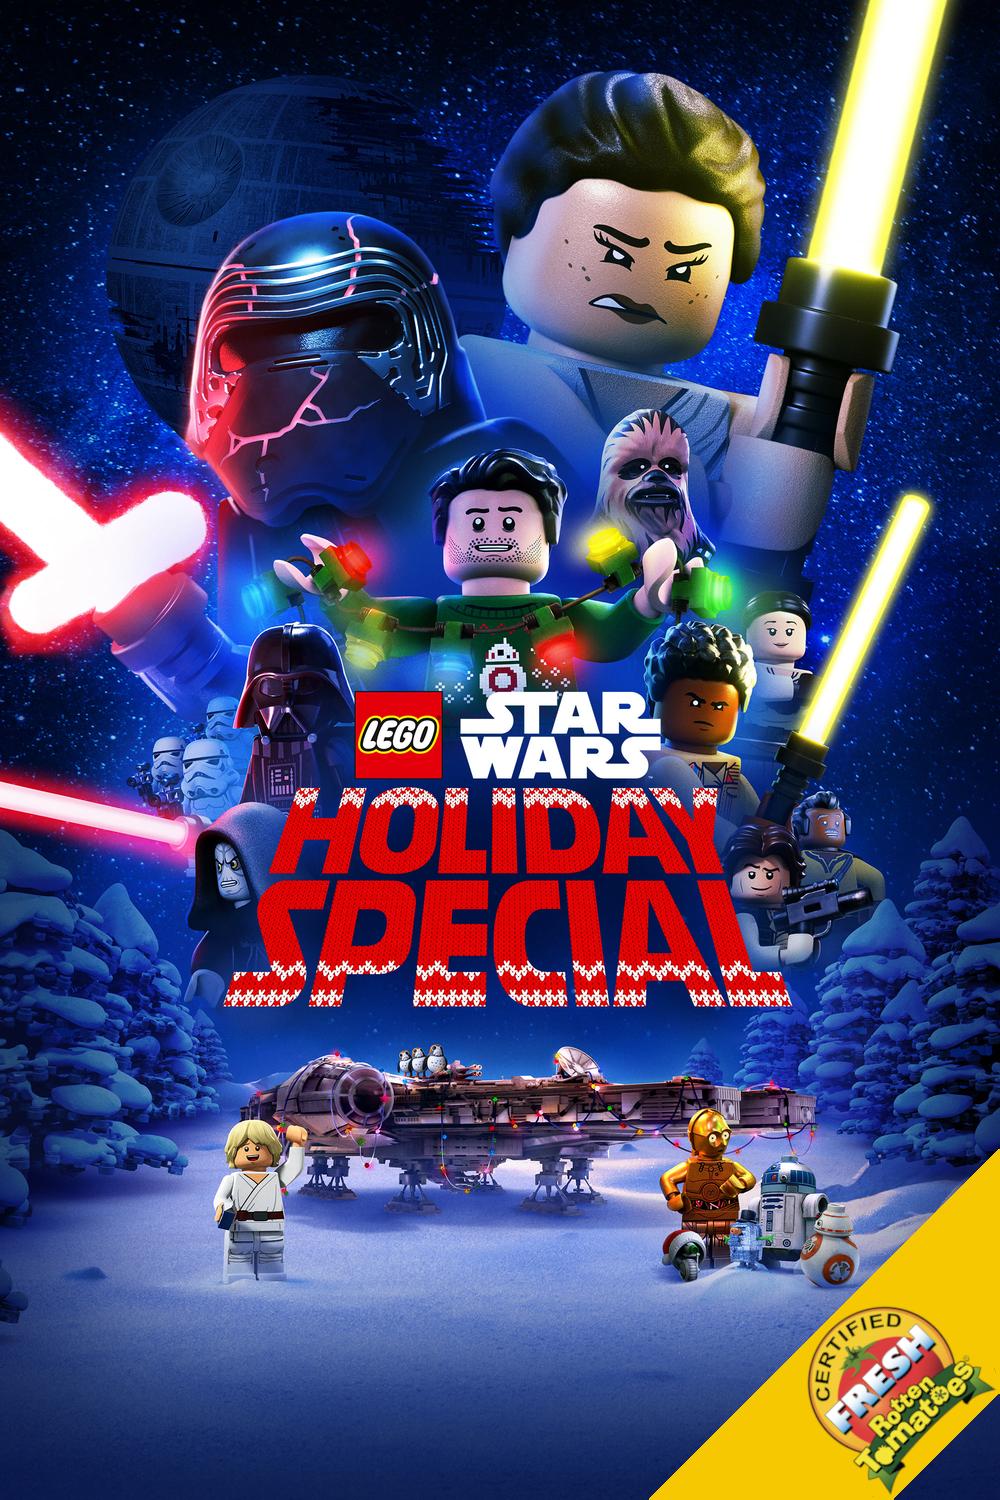 LEGO
STAR
WARS
HOLIDAY
SPECIAL
CERTIFIED
FRESH
Rotten
Tomatoes